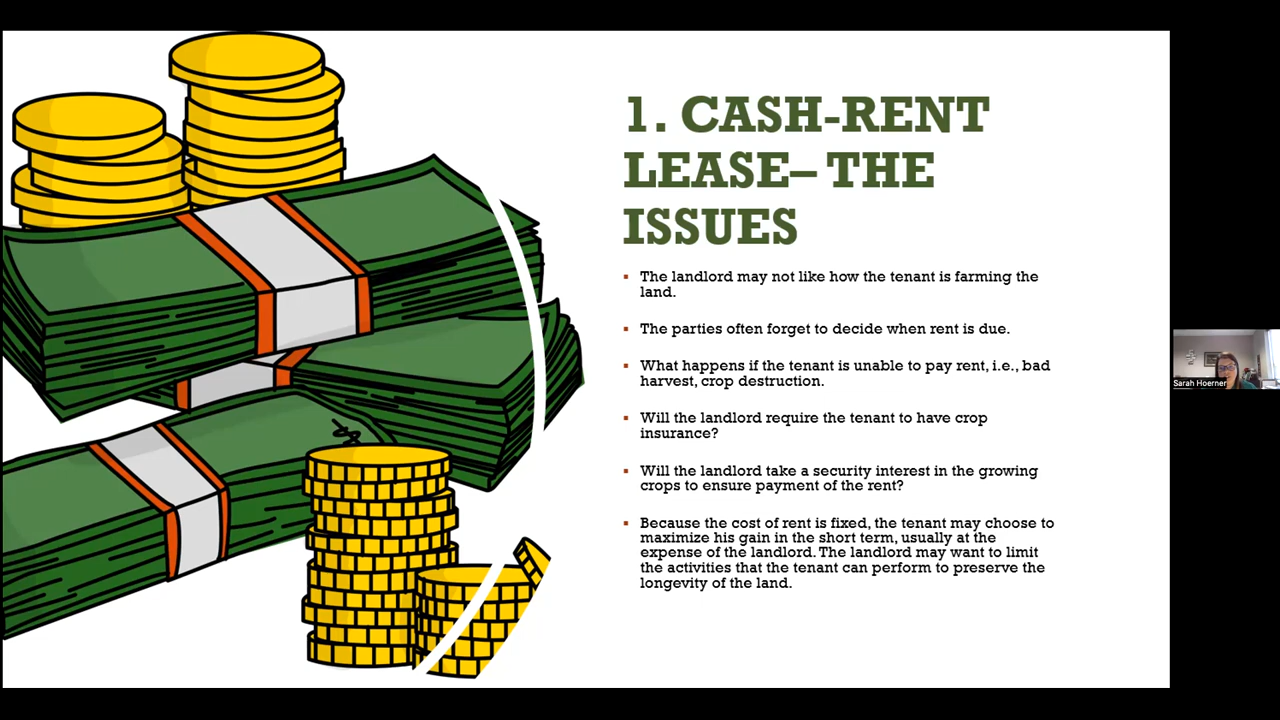 1. CASH-RENT
LEASE– THE
ISSUES
▪ The landlord may not like how the tenant is farming the
land.
▪ The parties often forget to decide when rent is due.
▪ What happens if the tenant is unable to pay rent, i.e., bad
harvest, crop destruction.
▪ Will the landlord require the tenant to have crop
insurance?
▪ Will the landlord take a security interest in the growing
crops to ensure payment of the rent?
▪ Because the cost of rent is fixed, the tenant may choose to
maximize his gain in the short term, usually at the
expense of the landlord. The landlord may want to limit
the activities that the tenant can perform to preserve the
longevity of the land.
Sarah Hoerner